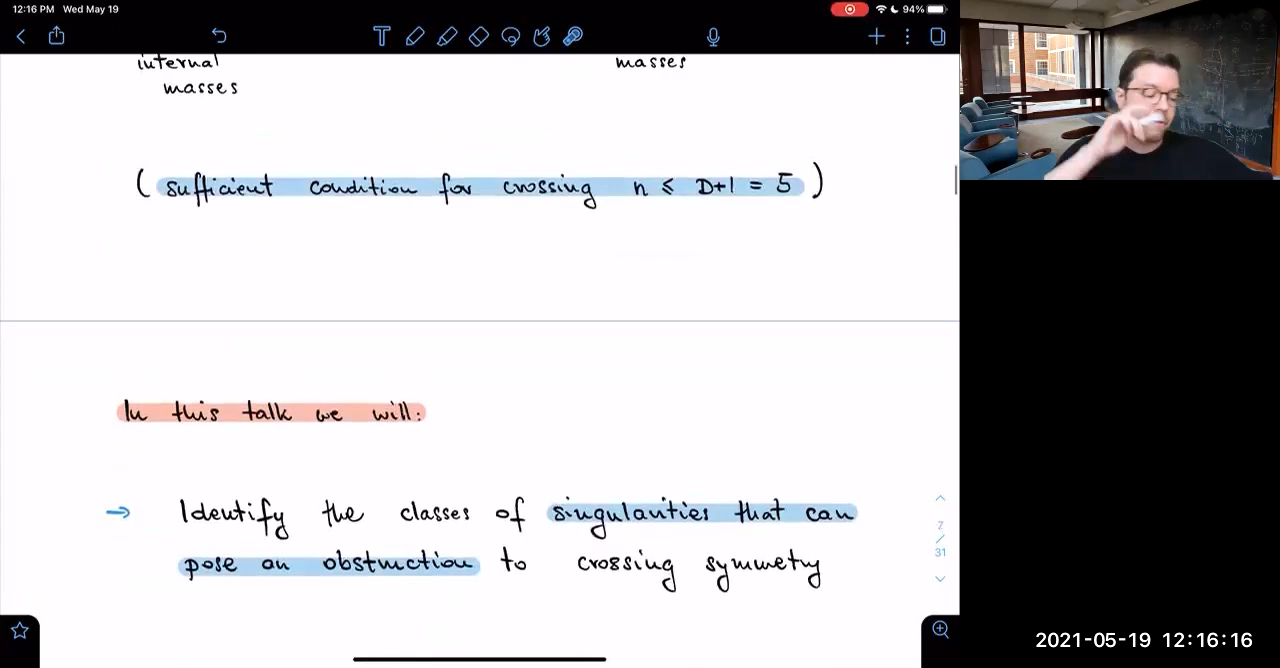 12:16 PM Wed May 19
94%
internal
masses
masses
( sufficient condition for crossing n ≤ D+1 = 5 )
In this talk we will:
→ Identify the classes of singularities that can
pose an obstruction to crossing symmetry
7
/
31
2021-05-19 12:16:16